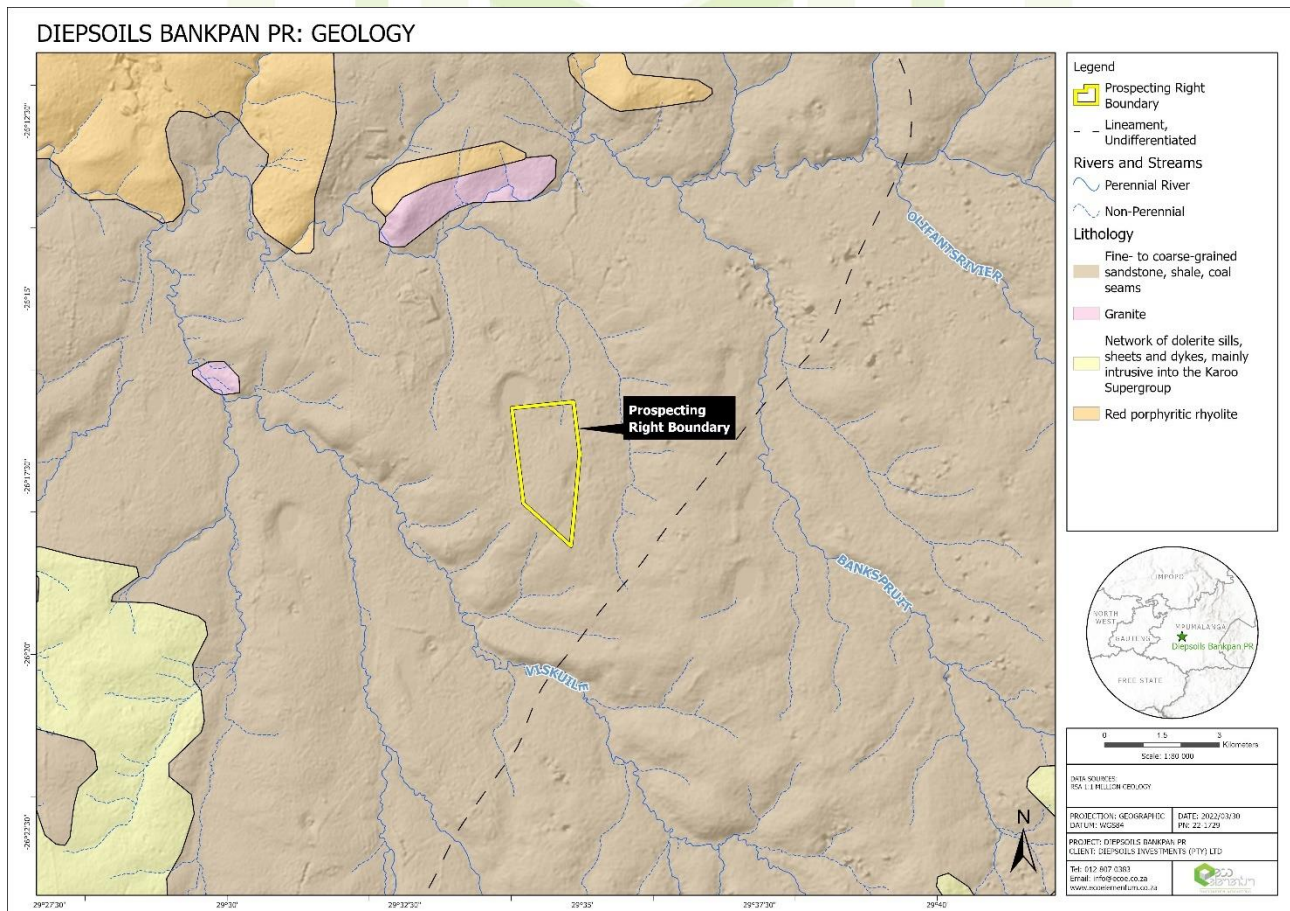 DIEPSOILS BANKPAN PR: GEOLOGY
Legend
Prospecting Right
Boundary
Lineament,
Undifferentiated
Rivers and Streams
Perennial River
Non-Perennial
Lithology
Fine- to coarse-grained
sandstone, shale, coal
seams
Granite
Network of dolerite sills,
sheets and dykes, mainly
intrusive into the Karoo
Supergroup
Red porphyritic rhyolite
-26°12'30"
-26°15'
-26°17'30"
-26°20'
-26°22'30"
OLIFANTSRIVIER
Prospecting
Right Boundary
BANKSPRUIT
VISKUILE
N
29°27'30"
29°30'
29°32'30"
29°35'
29°37'30"
29°40'
LIMPOPO
NORTH
WEST
GAUTENG
MPUMALANGA
Diepsoils Bankpan PR
FREE STATE
0 1.5 3
Kilometers
Scale: 1:80 000
DATA SOURCES:
RSA 1:1 MILLION GEOLOGY
PROJECTION: GEOGRAPHIC
DATUM: WGS84
DATE: 2022/03/30
PN: 22-1729
PROJECT: DIEPSOILS BANKPAN PR
CLIENT: DIEPSOILS INVESTMENTS (PTY) LTD
Tel: 012 807 0383
Email: info@ecoe.co.za
www.ecoelementum.co.za
eco
elementum